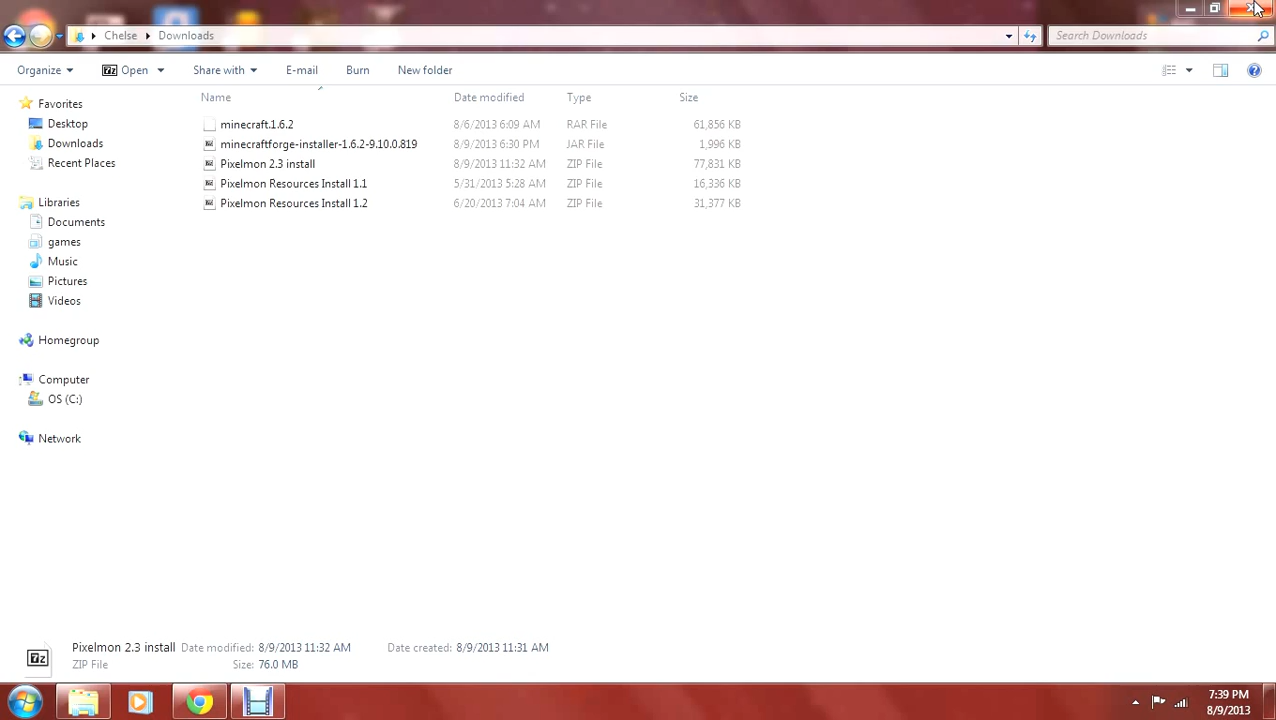 Chelse Downloads Search Downloads
Organize 7z Open Share with E-mail Burn New folder
Name Date modified Type Size
Favorites
Desktop
Downloads
Recent Places
Libraries
Documents
games
Music
Pictures
Videos
Homegroup
Computer
OS (C:)
Network
minecraft.1.6.2 8/6/2013 6:09 AM RAR File 61,856 KB
minecraftforge-installer-1.6.2-9.10.0.819 8/9/2013 6:30 PM JAR File 1,996 KB
Pixelmon 2.3 install 8/9/2013 11:32 AM ZIP File 77,831 KB
Pixelmon Resources Install 1.1 5/31/2013 5:28 AM ZIP File 16,336 KB
Pixelmon Resources Install 1.2 6/20/2013 7:04 AM ZIP File 31,377 KB
7z
Pixelmon 2.3 install Date modified: 8/9/2013 11:32 AM Date created: 8/9/2013 11:31 AM
ZIP File Size: 76.0 MB
7:39 PM
8/9/2013